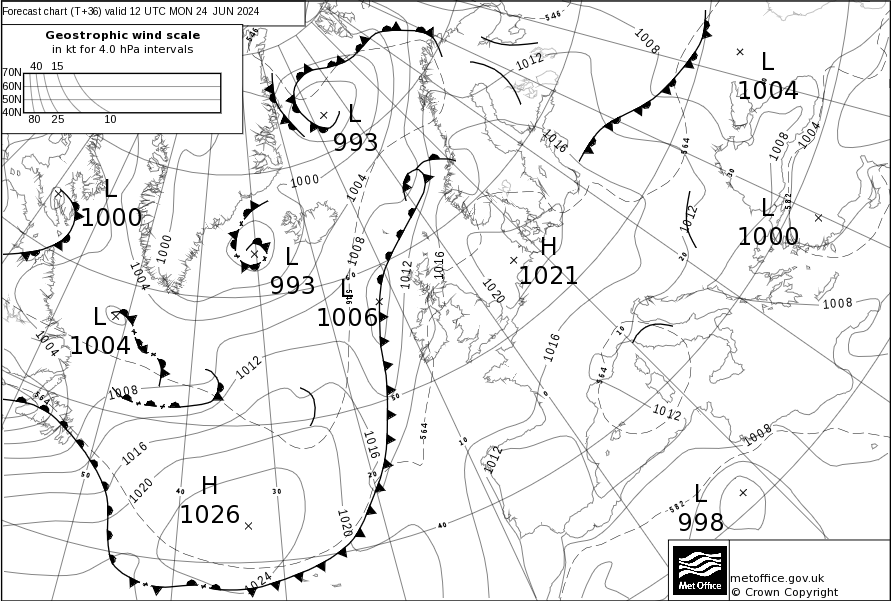 Forecast chart (T+36) valid 12 UTC MON 24 JUN 2024
Geostrophic wind scale
in kt for 4.0 hPa intervals
40 15
70N
60N
50N
40N
80 25 10
546
546
1008
1012
L
1004
L
993
1016
564
1008
1004
1000
1004
L
1000
30
582
1012
L
1000
1000
1008
1016
H
1021
20
L
993
1004
1012
1020
L
1006
50
546
1008
L
1004
1004
10
1016
1012
564
1008
564
50
0
1012
1008
564
10
1012
1016
1016
20
50
1020
H
1026
40
30
1020
40
582
L
998
1024
Met Office
metoffice.gov.uk
© Crown Copyright